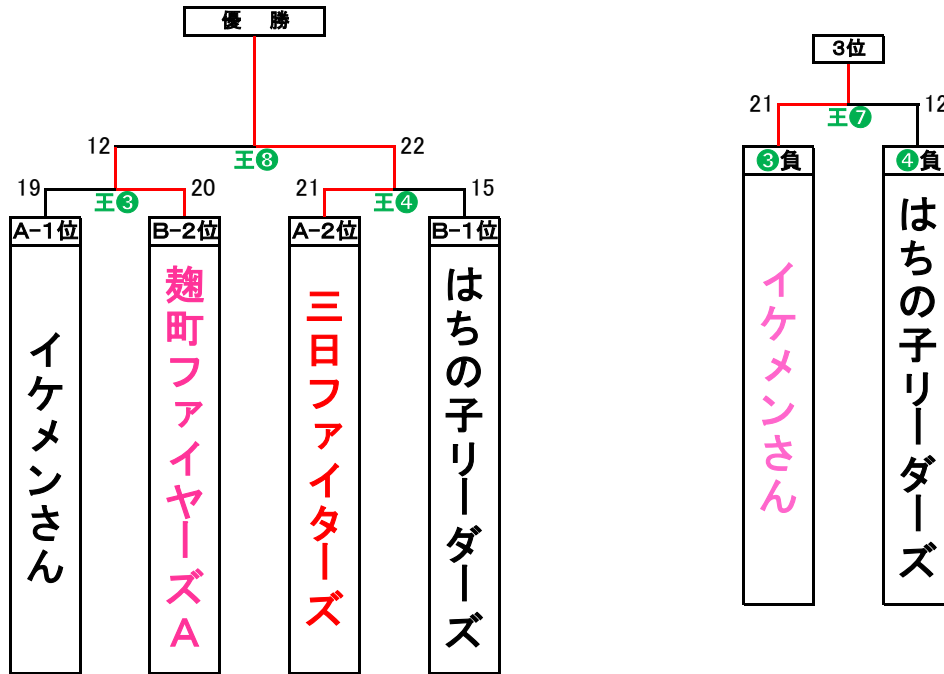 優　勝
3位
21
12
王❼
12
22
王❽
19
20
21
15
王❸
王❹
❸負
❹負
A-1位
B-2位
A-2位
B-1位
イケメンさん
麹町ファイヤーズA
三日ファイターズ
はちの子リーダーズ
イケメンさん
はちの子リーダーズ